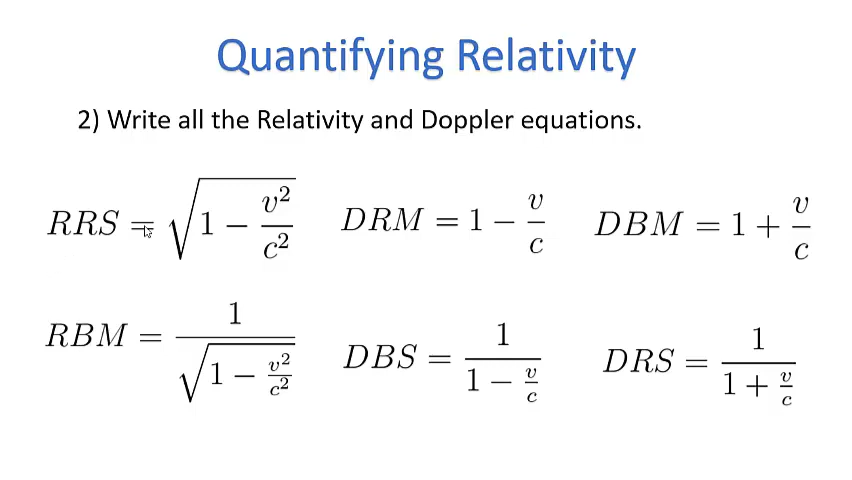 Quantifying Relativity
2) Write all the Relativity and Doppler equations.
RRS = √(1 − v²/c²)
DRM = 1 − v/c
DBM = 1 + v/c
RBM = 1/√(1 − v²/c²)
DBS = 1/(1 − v/c)
DRS = 1/(1 + v/c)